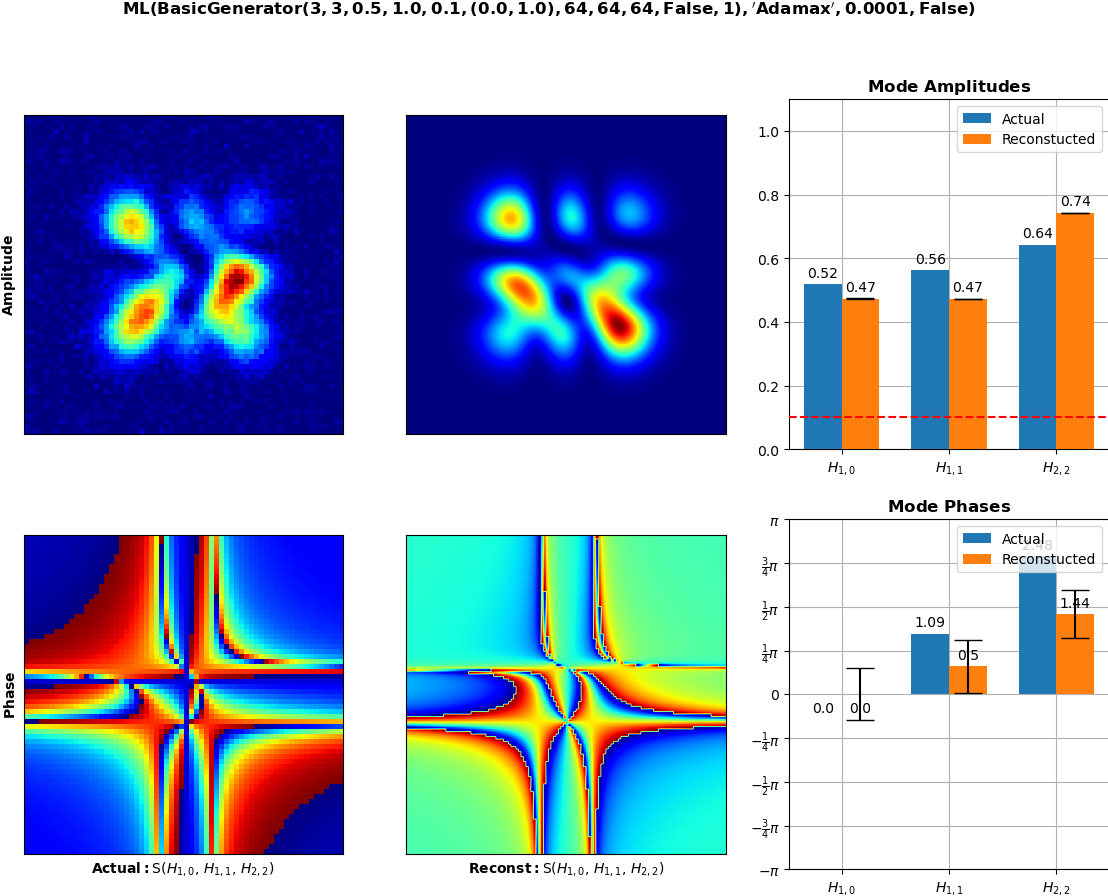 ML(BasicGenerator(3, 3, 0.5, 1.0, 0.1, (0.0, 1.0), 64, 64, 64, False, 1), 'Adamax', 0.0001, False)
Amplitude
Mode Amplitudes
Actual
Reconstucted
1.0
0.8
0.6
0.4
0.2
0.0
0.52
0.47
0.56
0.47
0.64
0.74
H1,0
H1,1
H2,2
Phase
Actual: S(H1,0, H1,1, H2,2)
Reconst: S(H1,0, H1,1, H2,2)
Mode Phases
Actual
Reconstucted
π
3/4π
1/2π
1/4π
0
−1/4π
−1/2π
−3/4π
−π
0.0
0.0
1.09
0.5
2.48
1.44
H1,0
H1,1
H2,2